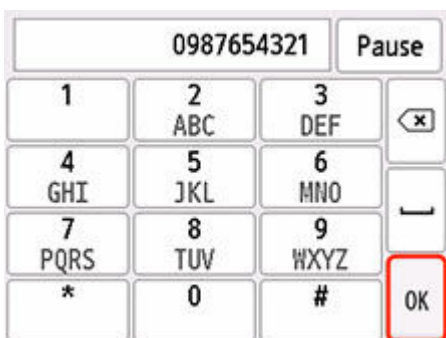 0987654321 Pause
1 2 3
ABC DEF
4 5 6
GHI JKL MNO
7 8 9
PQRS TUV WXYZ
* 0 # OK